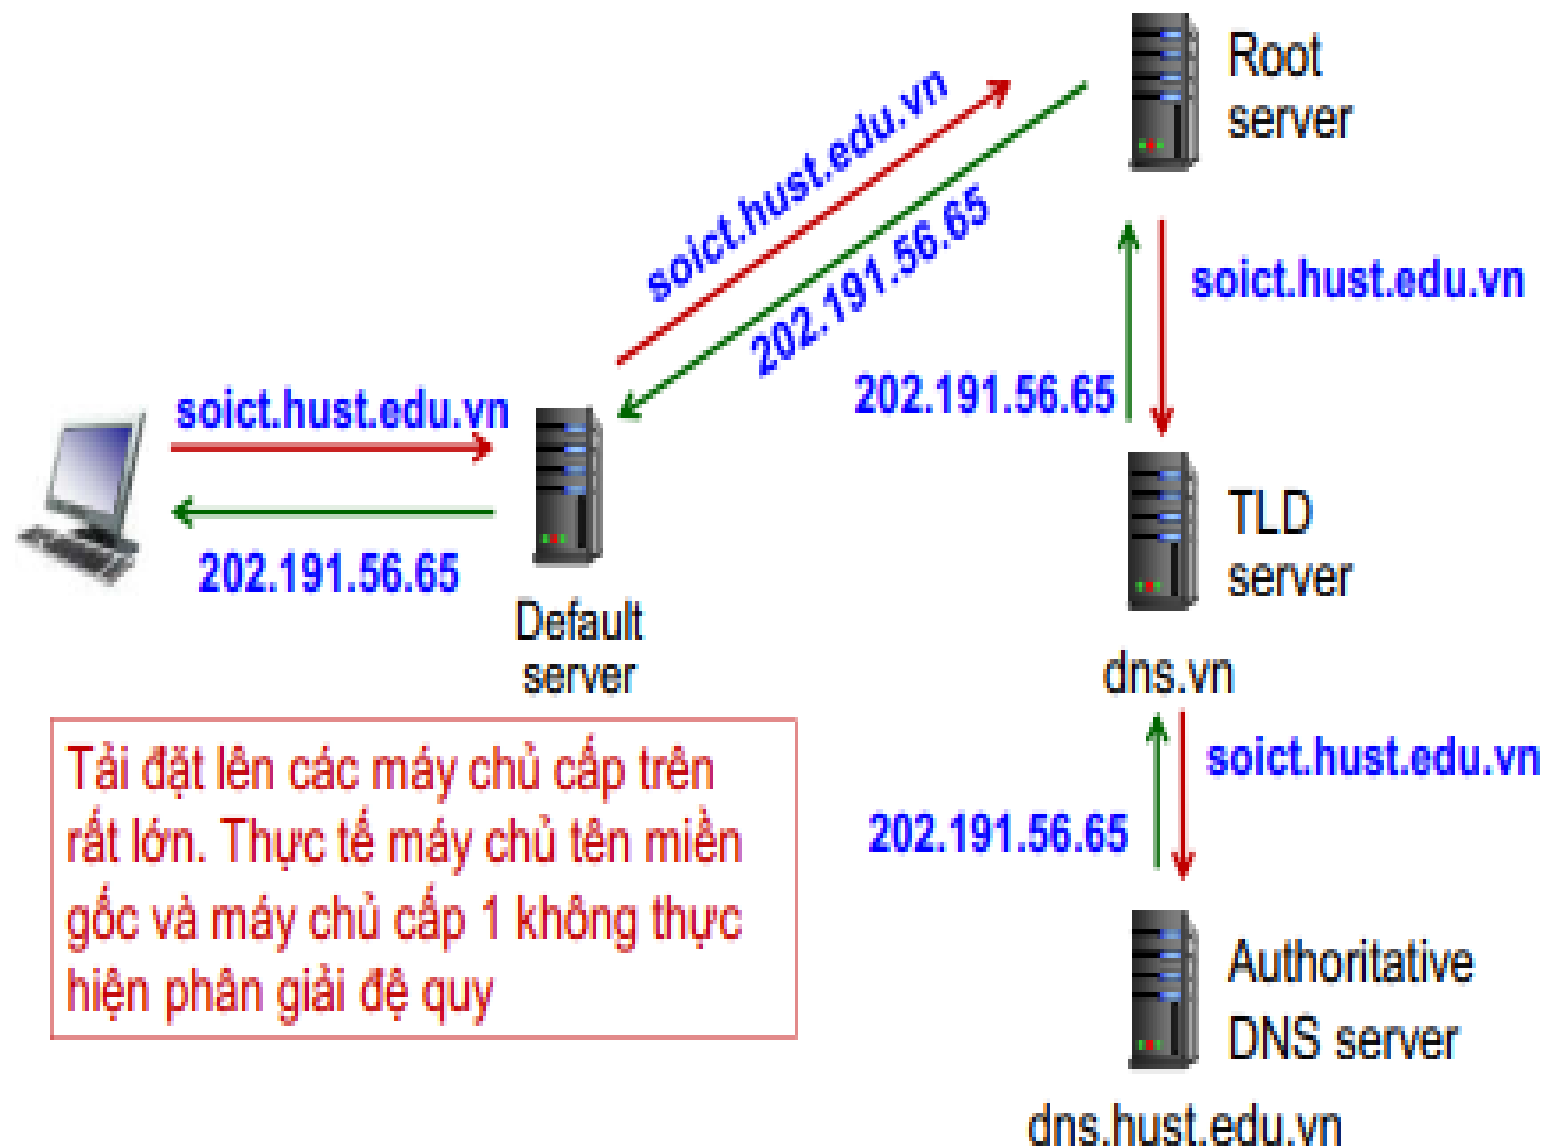 Root
server
soict.hust.edu.vn
202.191.56.65
soict.hust.edu.vn
202.191.56.65
soict.hust.edu.vn
202.191.56.65
Default
server
TLD
server
dns.vn
soict.hust.edu.vn
202.191.56.65
Tải đặt lên các máy chủ cấp trên
rất lớn. Thực tế máy chủ tên miền
gốc và máy chủ cấp 1 không thực
hiện phân giải đệ quy
Authoritative
DNS server
dns.hust.edu.vn